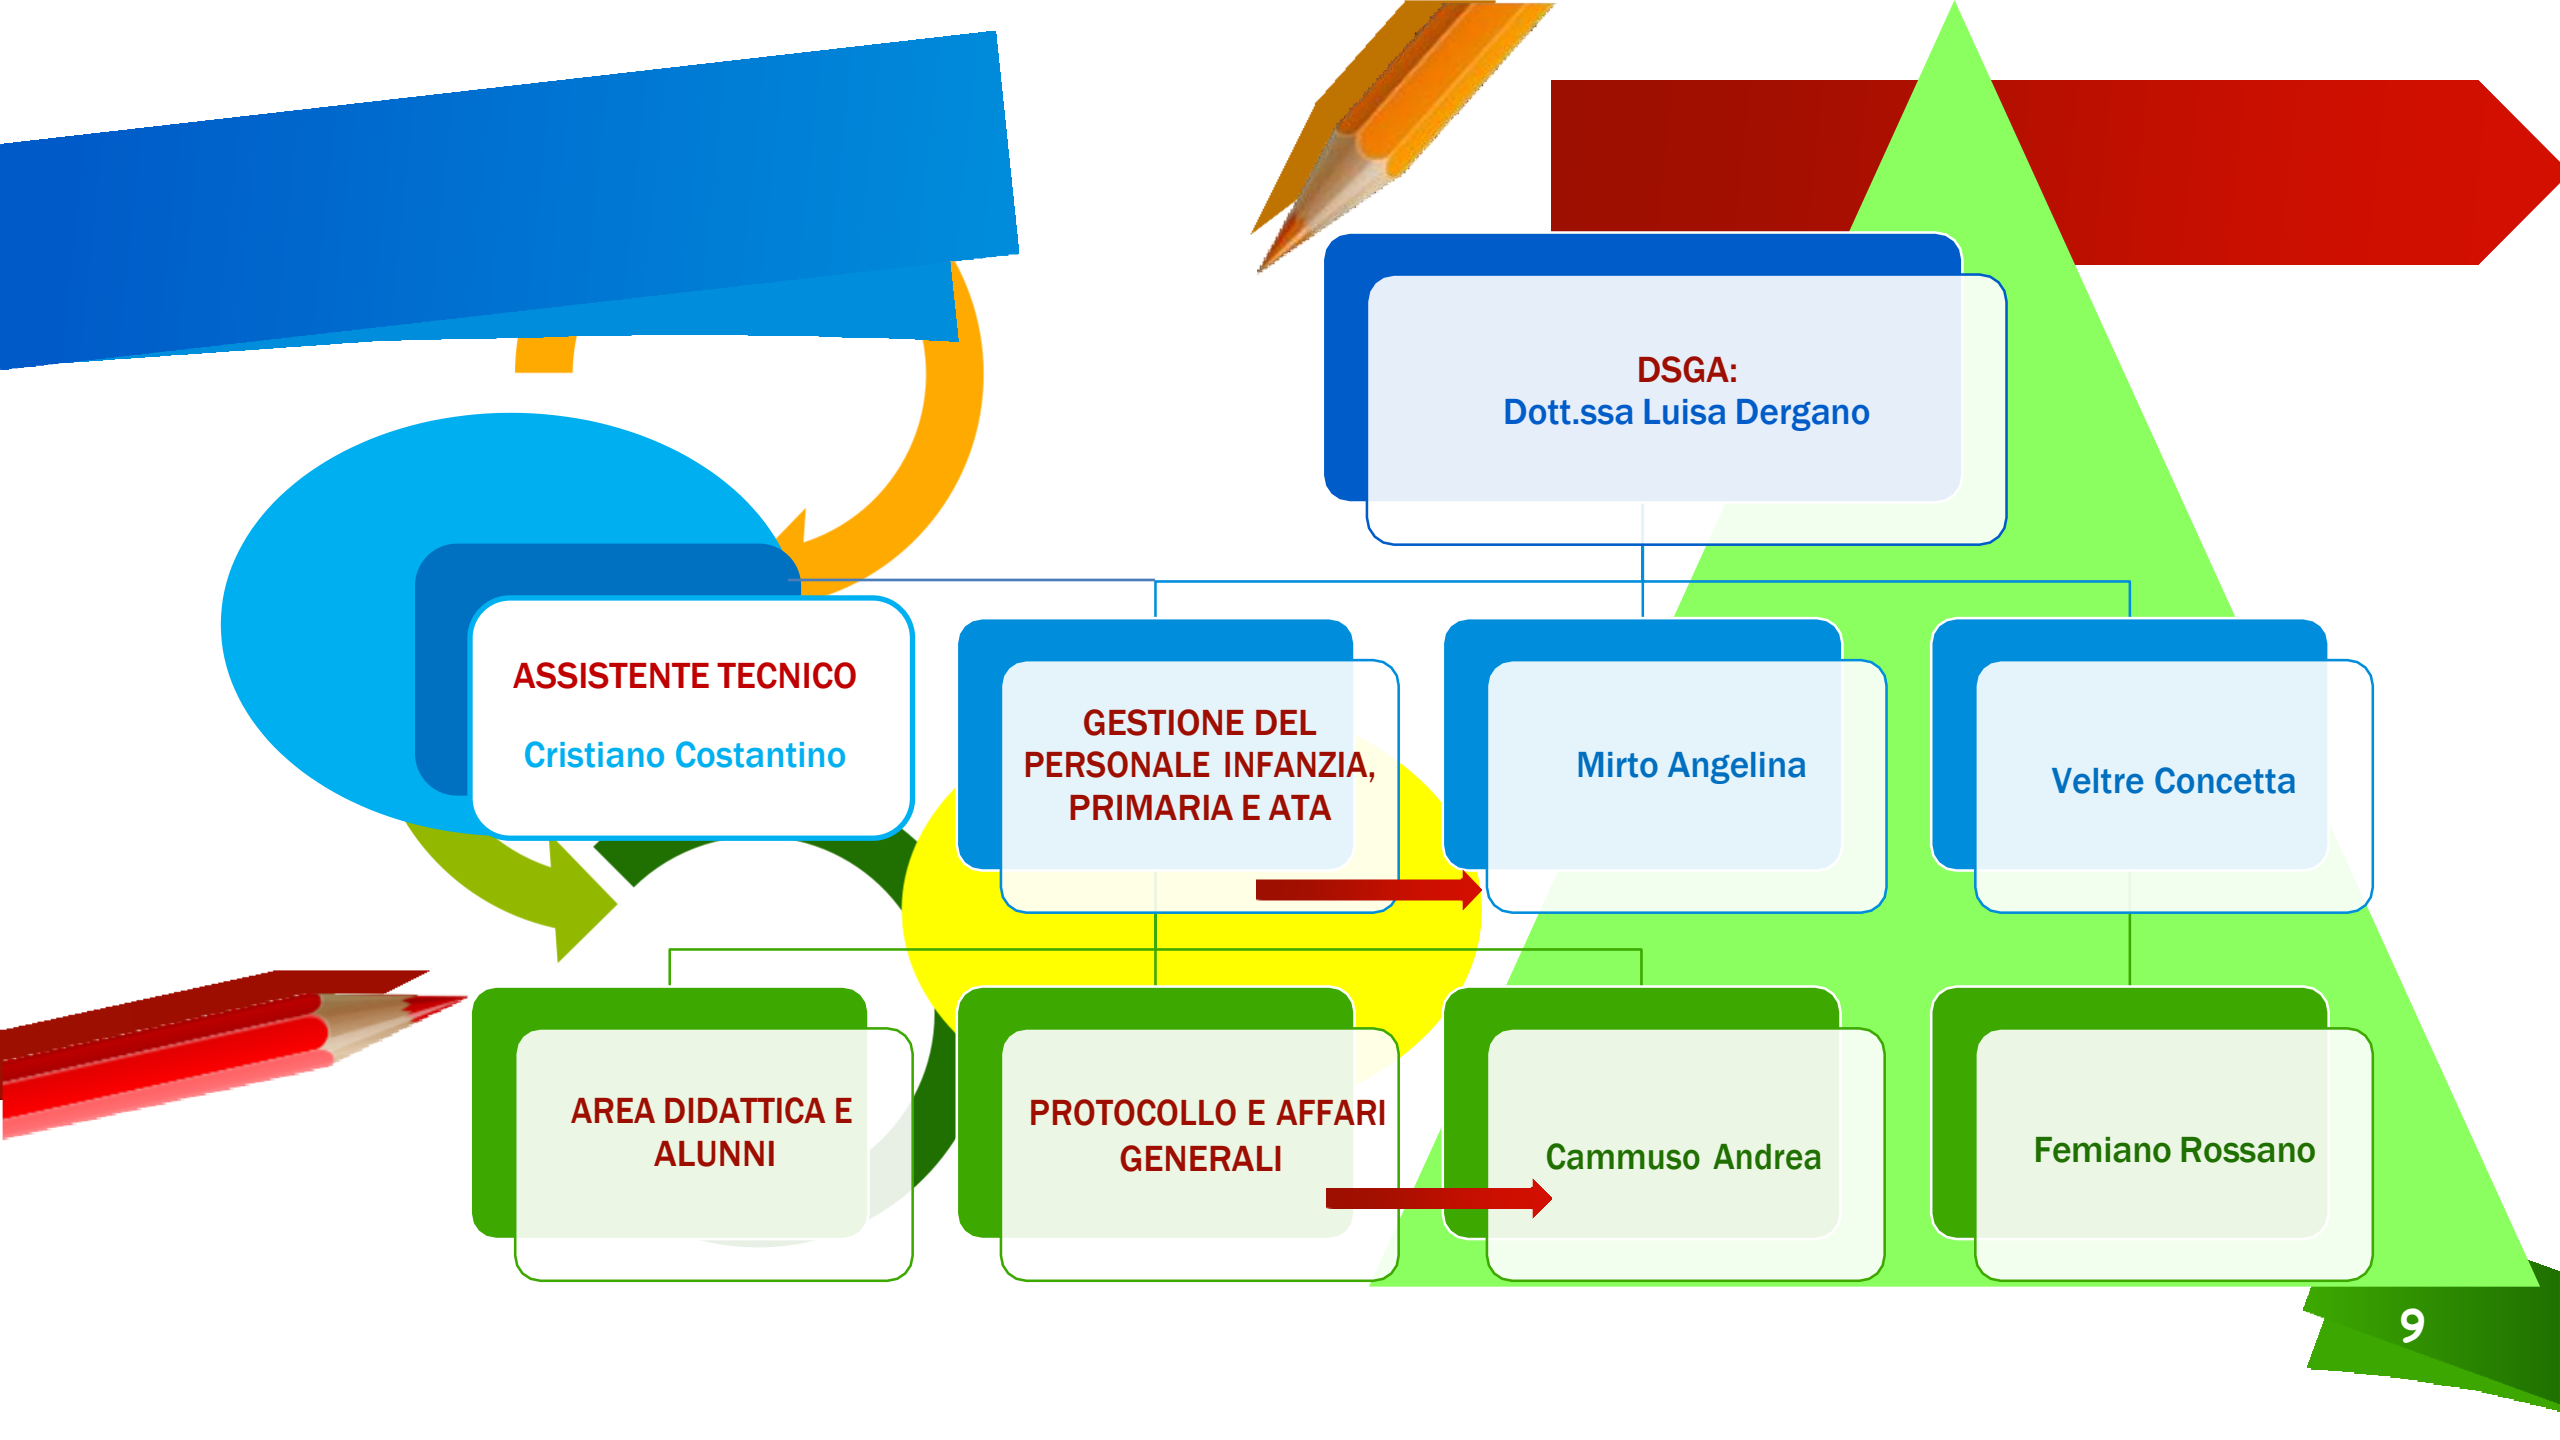 DSGA:
Dott.ssa Luisa Dergano
ASSISTENTE TECNICO
Cristiano Costantino
GESTIONE DEL
PERSONALE INFANZIA,
PRIMARIA E ATA
Mirto Angelina
Veltre Concetta
AREA DIDATTICA E
ALUNNI
PROTOCOLLO E AFFARI
GENERALI
Cammuso Andrea
Femiano Rossano
9